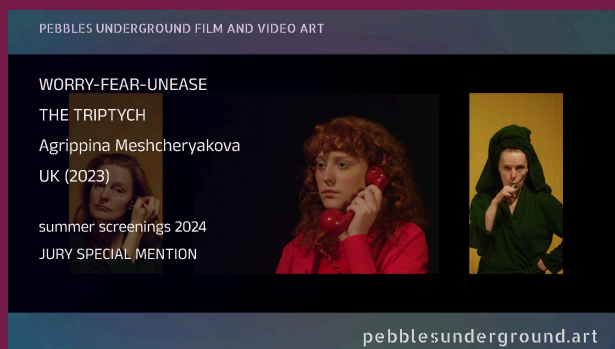 PEBBLES UNDERGROUND FILM AND VIDEO ART
WORRY-FEAR-UNEASE
THE TRIPTYCH
Agrippina Meshcheryakova
UK (2023)
summer screenings 2024
JURY SPECIAL MENTION
pebblesunderground.art